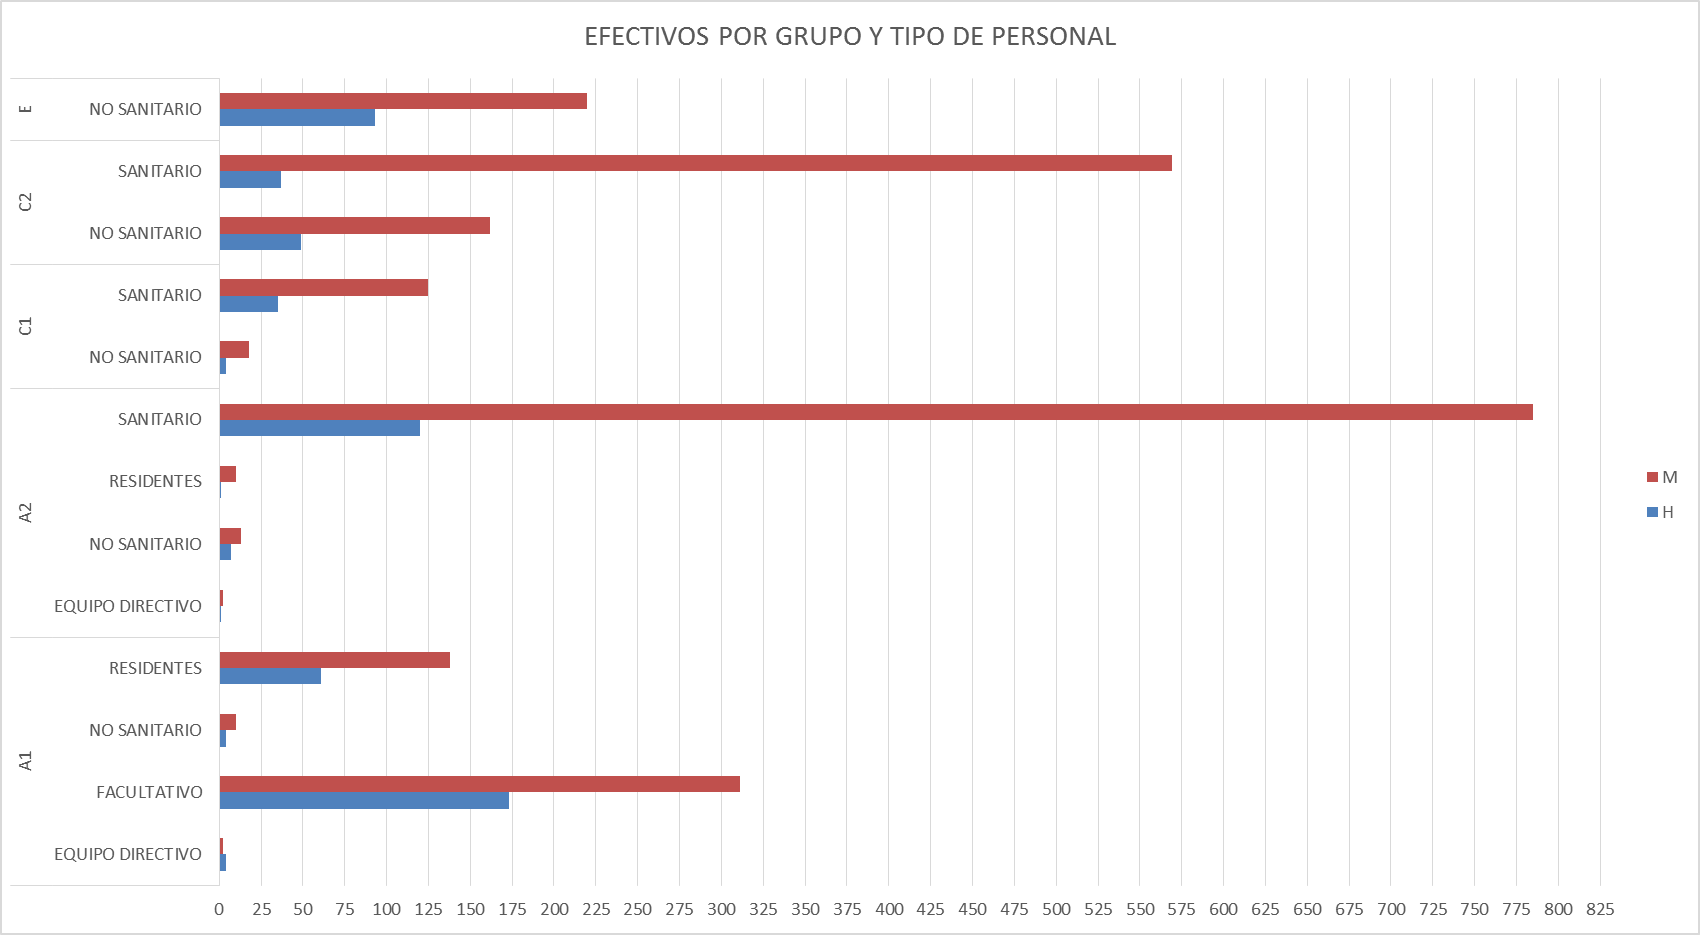 EFECTIVOS POR GRUPO Y TIPO DE PERSONAL
E
NO SANITARIO
C2
SANITARIO
NO SANITARIO
C1
SANITARIO
NO SANITARIO
A2
SANITARIO
RESIDENTES
NO SANITARIO
EQUIPO DIRECTIVO
A1
RESIDENTES
NO SANITARIO
FACULTATIVO
EQUIPO DIRECTIVO
0 25 50 75 100 125 150 175 200 225 250 275 300 325 350 375 400 425 450 475 500 525 550 575 600 625 650 675 700 725 750 775 800 825
M
H